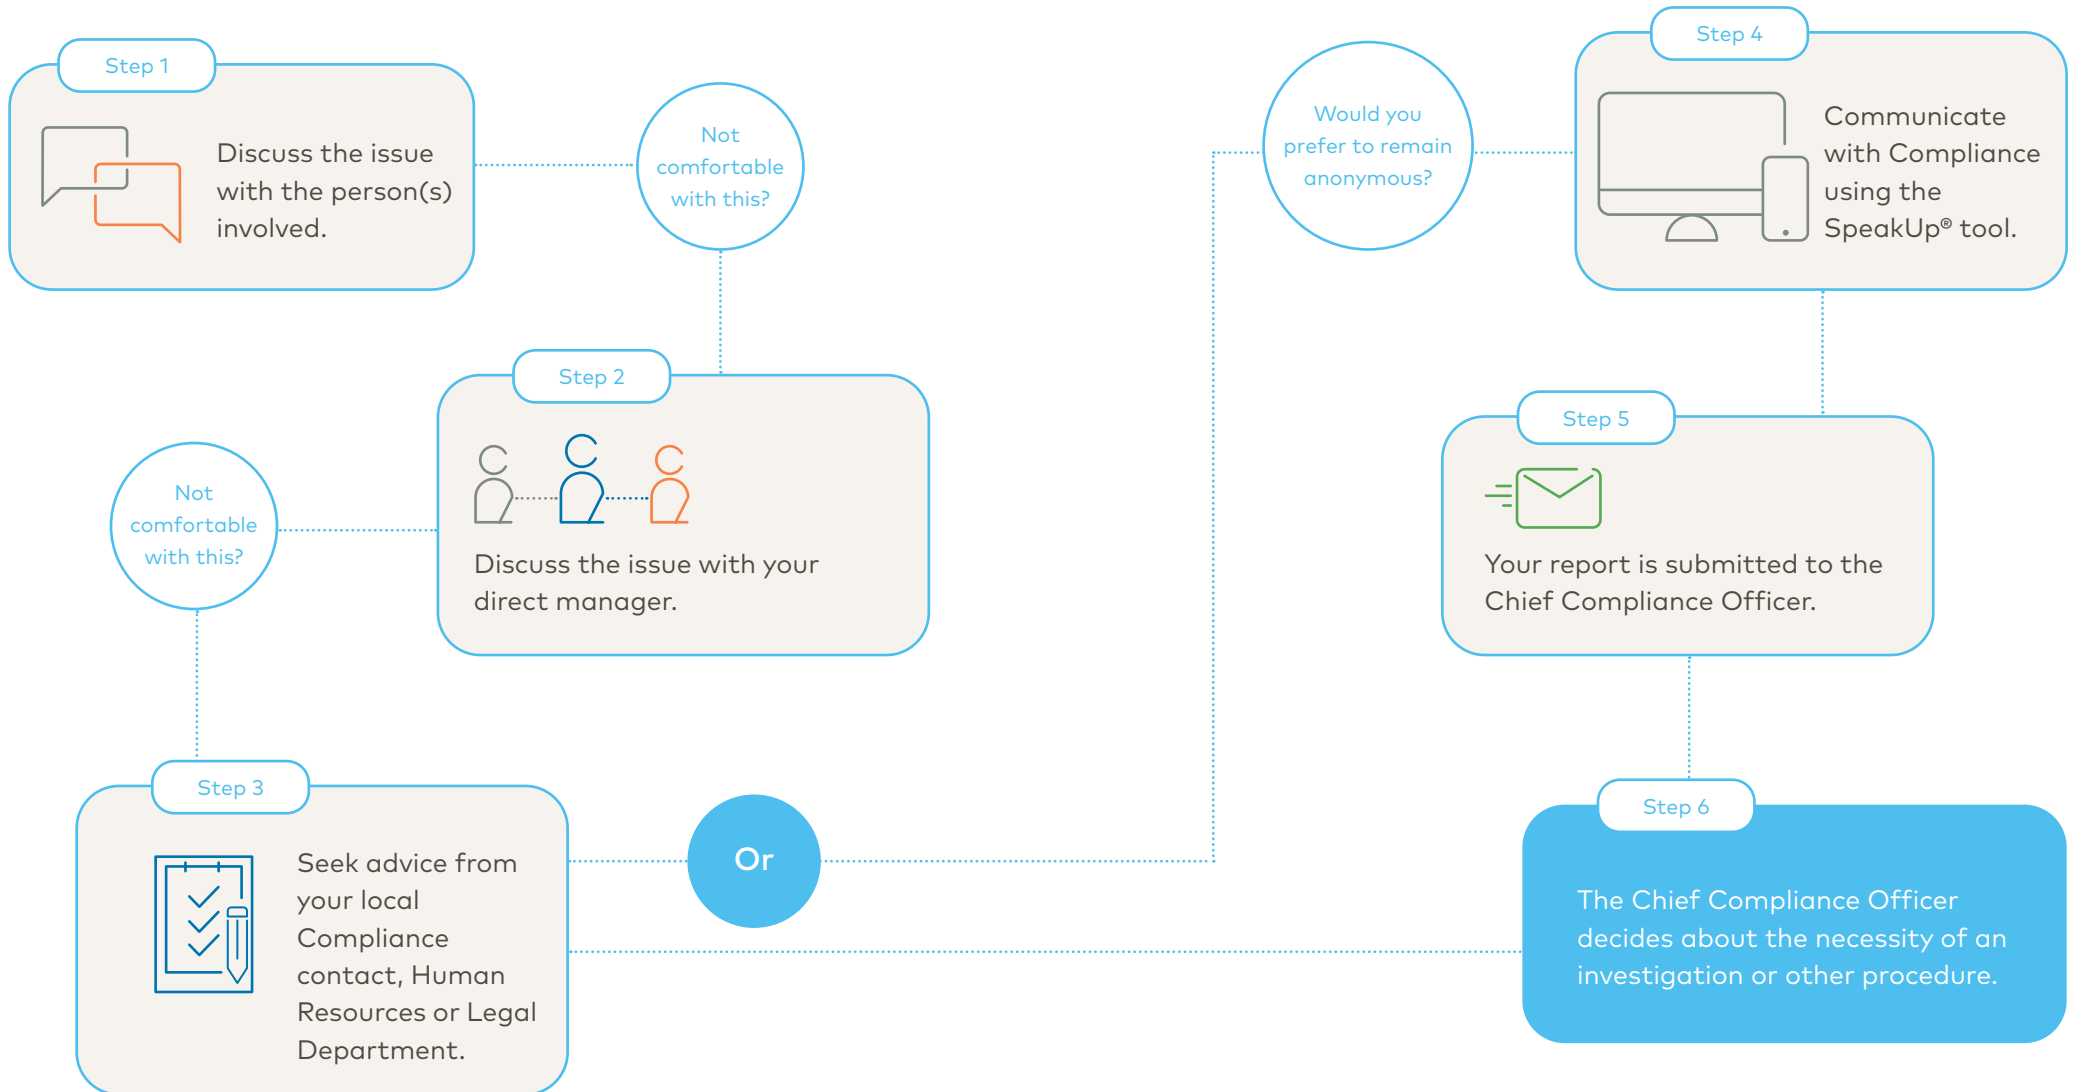 Step 1
Discuss the issue
with the person(s)
involved.
Not
comfortable
with this?
Step 2
Discuss the issue with your
direct manager.
Not
comfortable
with this?
Step 3
Seek advice from
your local
Compliance
contact, Human
Resources or Legal
Department.
Or
Would you
prefer to remain
anonymous?
Step 4
Communicate
with Compliance
using the
SpeakUp® tool.
Step 5
Your report is submitted to the
Chief Compliance Officer.
Step 6
The Chief Compliance Officer
decides about the necessity of an
investigation or other procedure.